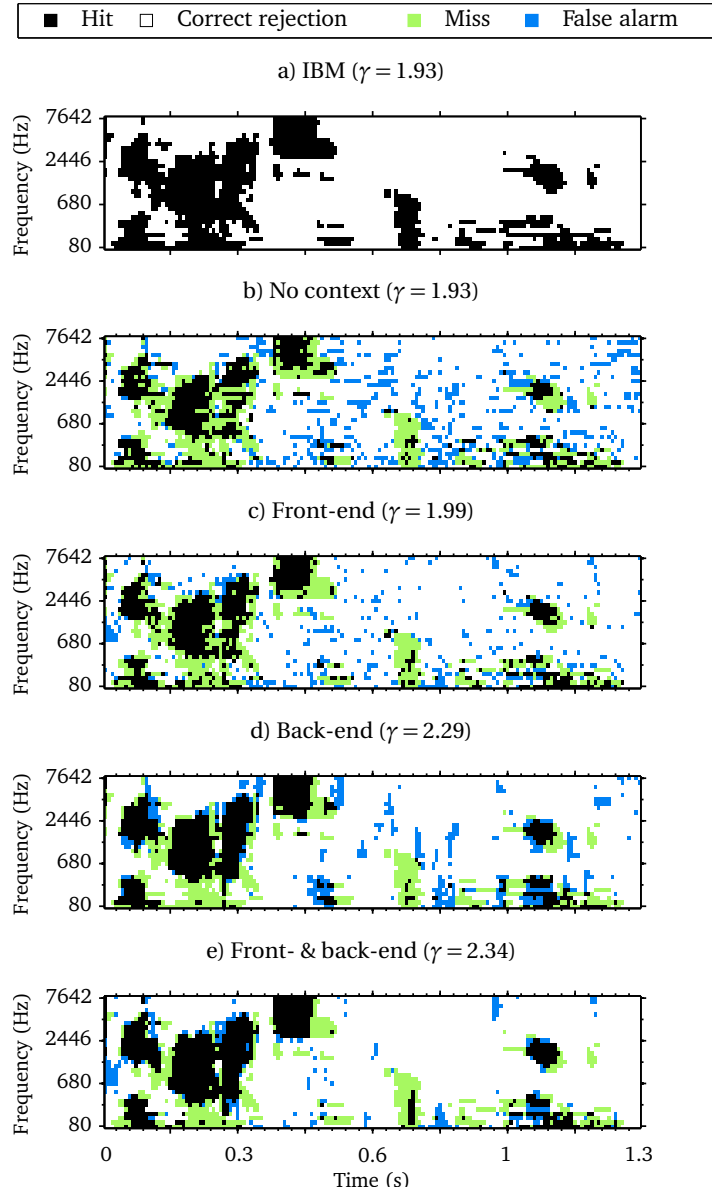 Hit Correct rejection Miss False alarm
a) IBM (γ = 1.93)
Frequency (Hz)
7642
2446
680
80
b) No context (γ = 1.93)
Frequency (Hz)
7642
2446
680
80
c) Front-end (γ = 1.99)
Frequency (Hz)
7642
2446
680
80
d) Back-end (γ = 2.29)
Frequency (Hz)
7642
2446
680
80
e) Front- & back-end (γ = 2.34)
Frequency (Hz)
7642
2446
680
80
0 0.3 0.6 1 1.3
Time (s)